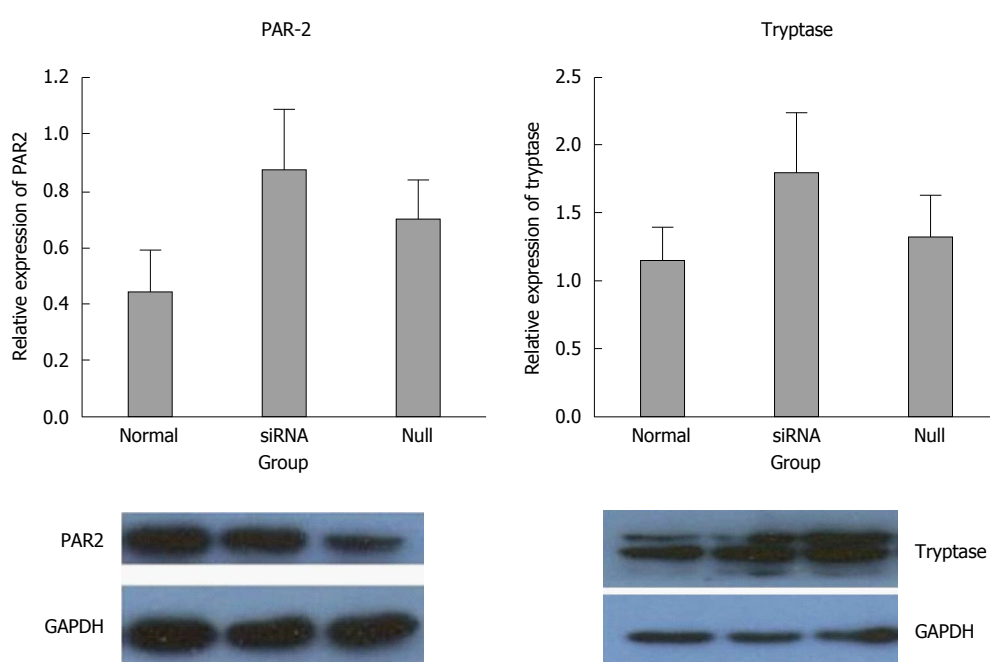 PAR-2
Relative expression of PAR2
1.2
1.0
0.8
0.6
0.4
0.2
0.0
Normal siRNA Null
Group
Tryptase
Relative expression of tryptase
2.5
2.0
1.5
1.0
0.5
0.0
Normal siRNA Null
Group
PAR2
GAPDH
Tryptase
GAPDH